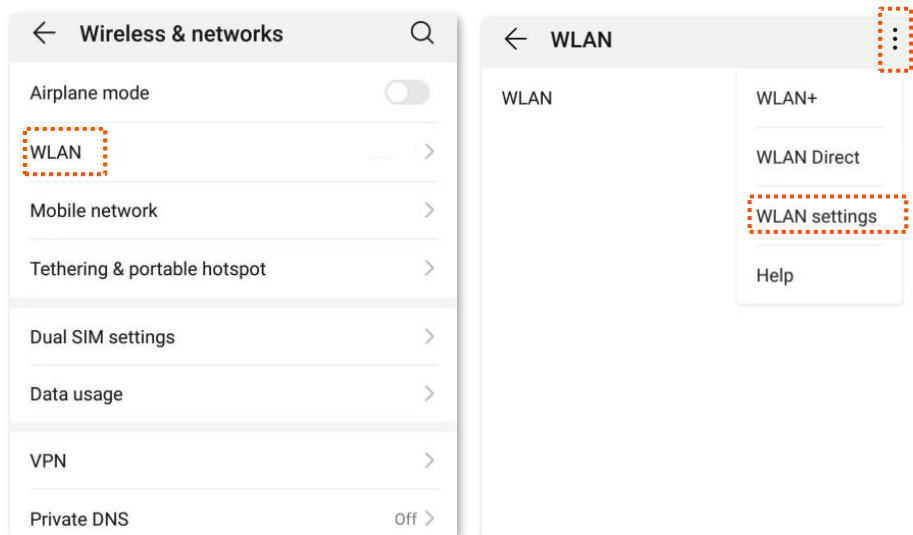 Wireless & networks
Airplane mode
WLAN
Mobile network
Tethering & portable hotspot
Dual SIM settings
Data usage
VPN
Private DNS Off
WLAN
WLAN
WLAN+
WLAN Direct
WLAN settings
Help